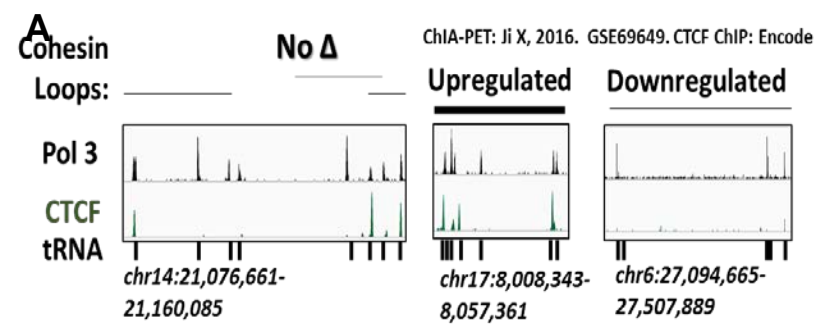 A
Cohesin
Loops:
No Δ
ChIA-PET: Ji X, 2016. GSE69649. CTCF ChIP: Encode
Upregulated
Downregulated
Pol 3
CTCF
tRNA
chr14:21,076,661-
21,160,085
chr17:8,008,343-
8,057,361
chr6:27,094,665-
27,507,889